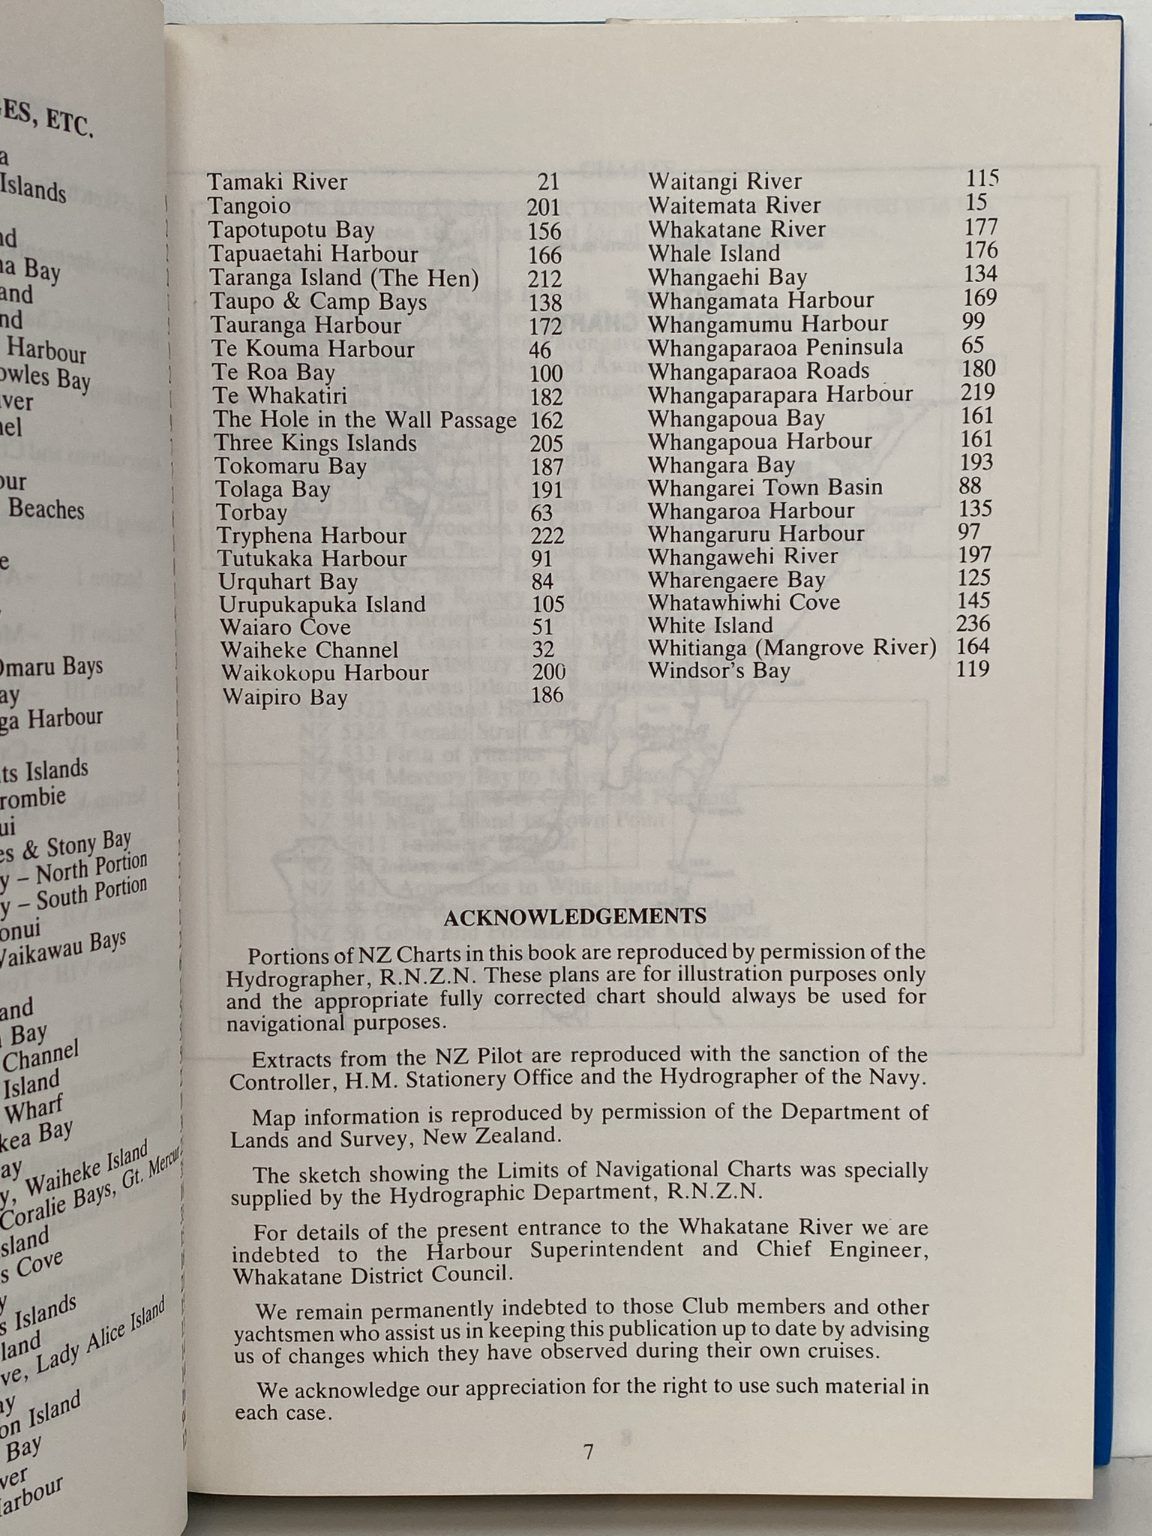 ES, ETC.
Islands
Bay
Harbour
owles Bay
Beaches
Omaru Bays
Harbour
Islands
rombie
& Stony Bay
– North Portion
– South Portion
onui
Waikawau Bays
Bay
Channel
Island
Wharf
Bay
Waiheke Island
Coralie Bays, Gt. Mercur
sland
s Cove
Islands
Lady Alice Island
on Island
Bay
Harbour
Tamaki River 21
Tangoio 201
Tapotupotu Bay 156
Tapuaetahi Harbour 166
Taranga Island (The Hen) 212
Taupo & Camp Bays 138
Tauranga Harbour 172
Te Kouma Harbour 46
Te Roa Bay 100
Te Whakatiri 182
The Hole in the Wall Passage 162
Three Kings Islands 205
Tokomaru Bay 187
Tolaga Bay 191
Torbay 63
Tryphena Harbour 222
Tutukaka Harbour 91
Urquhart Bay 84
Urupukapuka Island 105
Waiaro Cove 51
Waiheke Channel 32
Waikokopu Harbour 200
Waipiro Bay 186
Waitangi River 115
Waitemata River 15
Whakatane River 177
Whale Island 176
Whangaehi Bay 134
Whangamata Harbour 169
Whangamumu Harbour 99
Whangaparaoa Peninsula 65
Whangaparaoa Roads 180
Whangaparapara Harbour 219
Whangapoua Bay 161
Whangapoua Harbour 161
Whangara Bay 193
Whangarei Town Basin 88
Whangaroa Harbour 135
Whangaruru Harbour 97
Whangawehi River 197
Wharengaere Bay 125
Whatawhiwhi Cove 145
White Island 236
Whitianga (Mangrove River) 164
Windsor's Bay 119
ACKNOWLEDGEMENTS
Portions of NZ Charts in this book are reproduced by permission of the
Hydrographer, R.N.Z.N. These plans are for illustration purposes only
and the appropriate fully corrected chart should always be used for
navigational purposes.
Extracts from the NZ Pilot are reproduced with the sanction of the
Controller, H.M. Stationery Office and the Hydrographer of the Navy.
Map information is reproduced by permission of the Department of
Lands and Survey, New Zealand.
The sketch showing the Limits of Navigational Charts was specially
supplied by the Hydrographic Department, R.N.Z.N.
For details of the present entrance to the Whakatane River we are
indebted to the Harbour Superintendent and Chief Engineer,
Whakatane District Council.
We remain permanently indebted to those Club members and other
yachtsmen who assist us in keeping this publication up to date by advising
us of changes which they have observed during their own cruises.
We acknowledge our appreciation for the right to use such material in
each case.
7